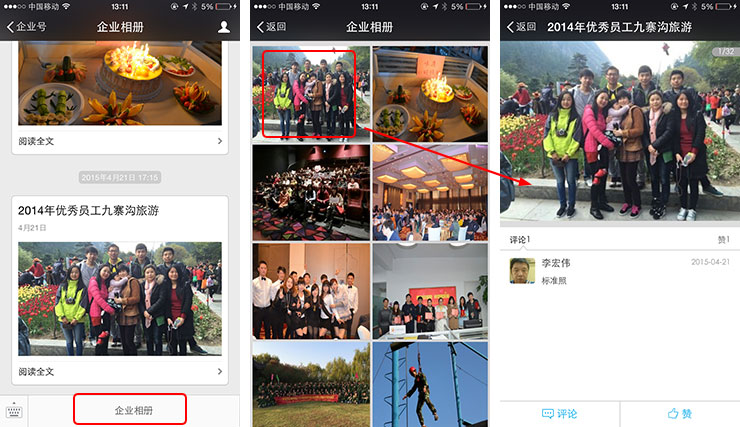 中国移动 13:11 5%
企业号 企业相册
阅读全文
2015年4月21日 17:15
2014年优秀员工九寨沟旅游
4月21日
阅读全文
企业相册
中国移动 13:11 5%
返回 企业相册
中国移动 13:11 5%
返回 2014年优秀员工九寨沟旅游
1/32
评论1 赞1
李宏伟 2015-04-21
标准照
评论 赞